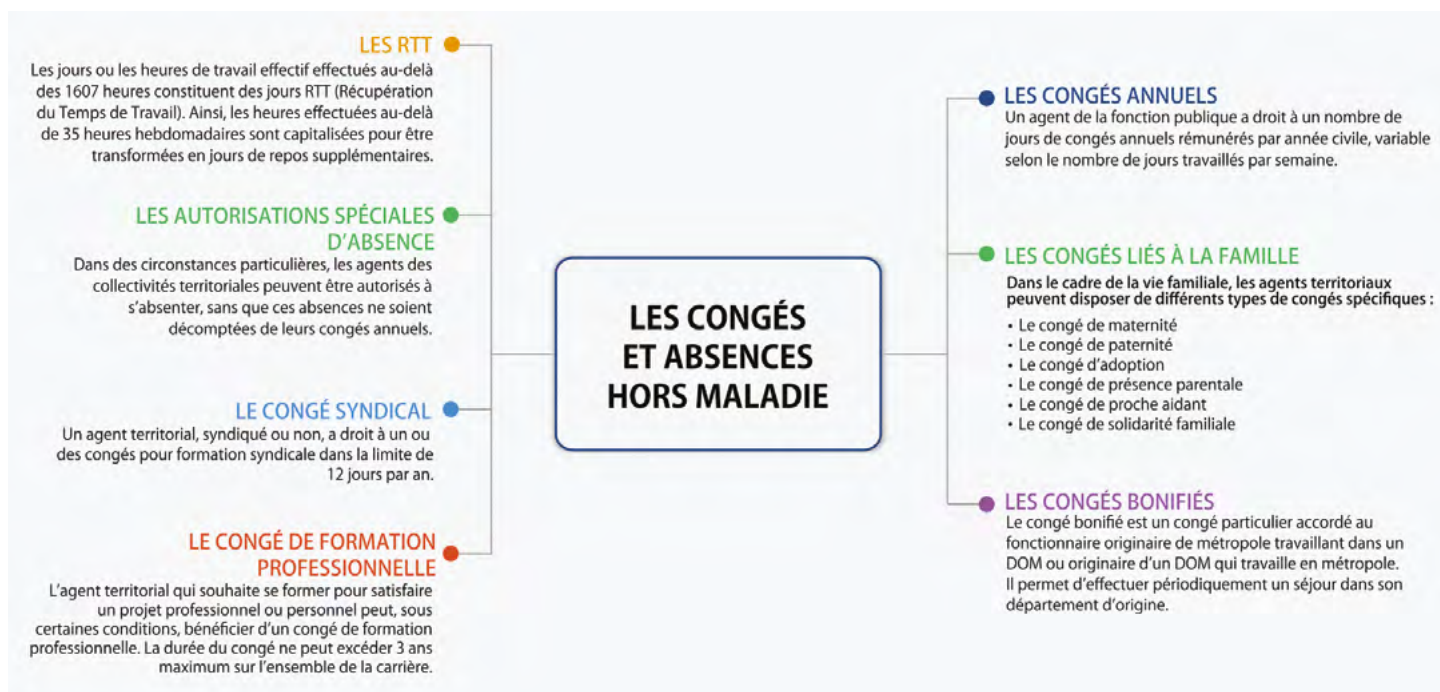 LES RTT
Les jours ou les heures de travail effectif effectués au-delà
des 1607 heures constituent des jours RTT (Récupération
du Temps de Travail). Ainsi, les heures effectuées au-delà
de 35 heures hebdomadaires sont capitalisées pour être
transformées en jours de repos supplémentaires.
LES AUTORISATIONS SPÉCIALES
D’ABSENCE
Dans des circonstances particulières, les agents des
collectivités territoriales peuvent être autorisés à
s’absenter, sans que ces absences ne soient
décomptées de leurs congés annuels.
LE CONGÉ SYNDICAL
Un agent territorial, syndiqué ou non, a droit à un ou
des congés pour formation syndicale dans la limite de
12 jours par an.
LE CONGÉ DE FORMATION
PROFESSIONNELLE
L’agent territorial qui souhaite se former pour satisfaire
un projet professionnel ou personnel peut, sous
certaines conditions, bénéficier d’un congé de formation
professionnelle. La durée du congé ne peut excéder 3 ans
maximum sur l’ensemble de la carrière.
LES CONGÉS
ET ABSENCES
HORS MALADIE
LES CONGÉS ANNUELS
Un agent de la fonction publique a droit à un nombre de
jours de congés annuels rémunérés par année civile, variable
selon le nombre de jours travaillés par semaine.
LES CONGÉS LIÉS À LA FAMILLE
Dans le cadre de la vie familiale, les agents territoriaux
peuvent disposer de différents types de congés spécifiques :
• Le congé de maternité
• Le congé de paternité
• Le congé d’adoption
• Le congé de présence parentale
• Le congé de proche aidant
• Le congé de solidarité familiale
LES CONGÉS BONIFIÉS
Le congé bonifié est un congé particulier accordé au
fonctionnaire originaire de métropole travaillant dans un
DOM ou originaire d’un DOM qui travaille en métropole.
Il permet d’effectuer périodiquement un séjour dans son
département d’origine.